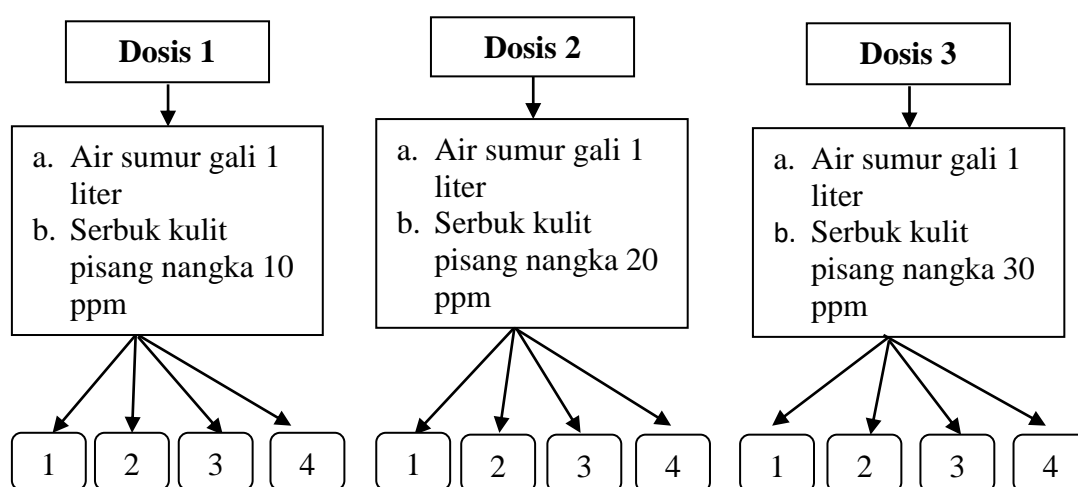 Dosis 1
a. Air sumur gali 1
liter
b. Serbuk kulit
pisang nangka 10
ppm
1
2
3
4
Dosis 2
a. Air sumur gali 1
liter
b. Serbuk kulit
pisang nangka 20
ppm
1
2
3
4
Dosis 3
a. Air sumur gali 1
liter
b. Serbuk kulit
pisang nangka 30
ppm
1
2
3
4